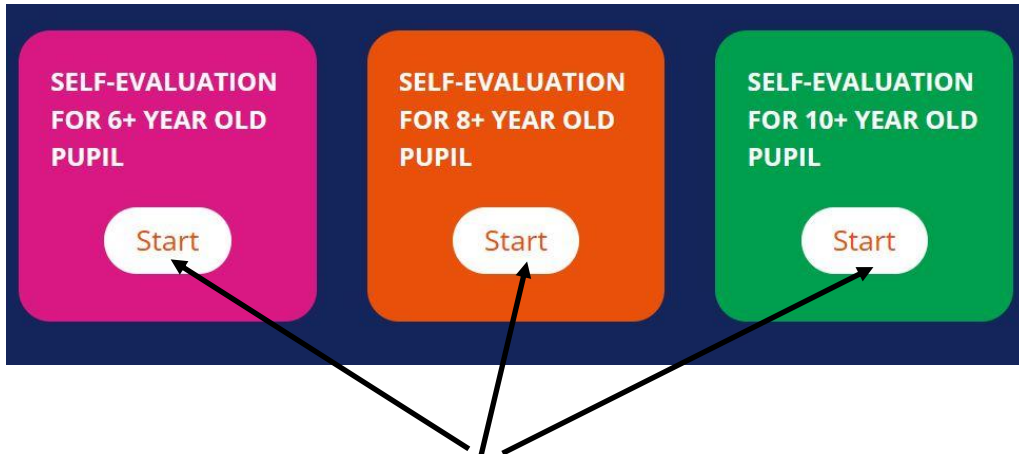 SELF-EVALUATION
FOR 6+ YEAR OLD
PUPIL
Start
SELF-EVALUATION
FOR 8+ YEAR OLD
PUPIL
Start
SELF-EVALUATION
FOR 10+ YEAR OLD
PUPIL
Start